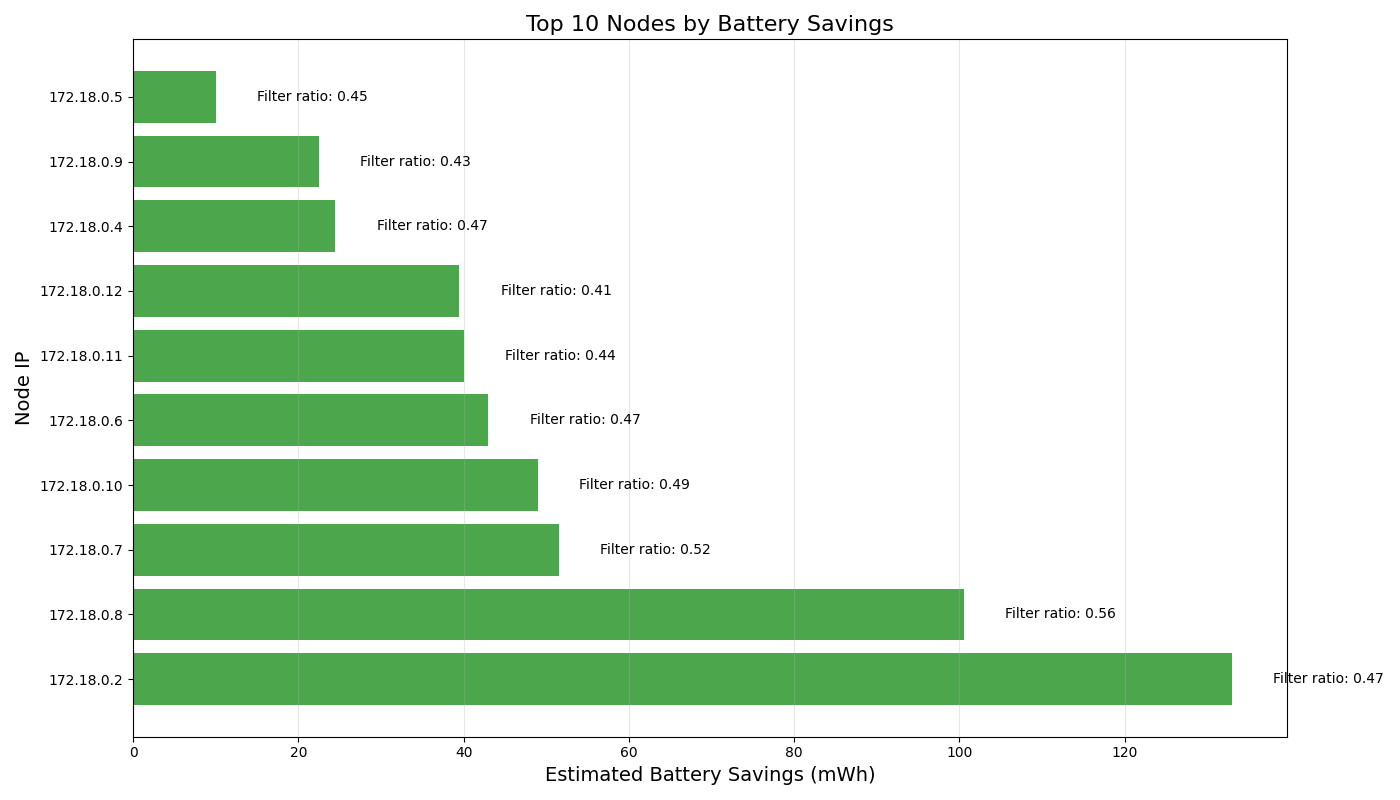 Top 10 Nodes by Battery Savings
Node IP
172.18.0.5
Filter ratio: 0.45
172.18.0.9
Filter ratio: 0.43
172.18.0.4
Filter ratio: 0.47
172.18.0.12
Filter ratio: 0.41
172.18.0.11
Filter ratio: 0.44
172.18.0.6
Filter ratio: 0.47
172.18.0.10
Filter ratio: 0.49
172.18.0.7
Filter ratio: 0.52
172.18.0.8
Filter ratio: 0.56
172.18.0.2
Filter ratio: 0.47
0 20 40 60 80 100 120
Estimated Battery Savings (mWh)